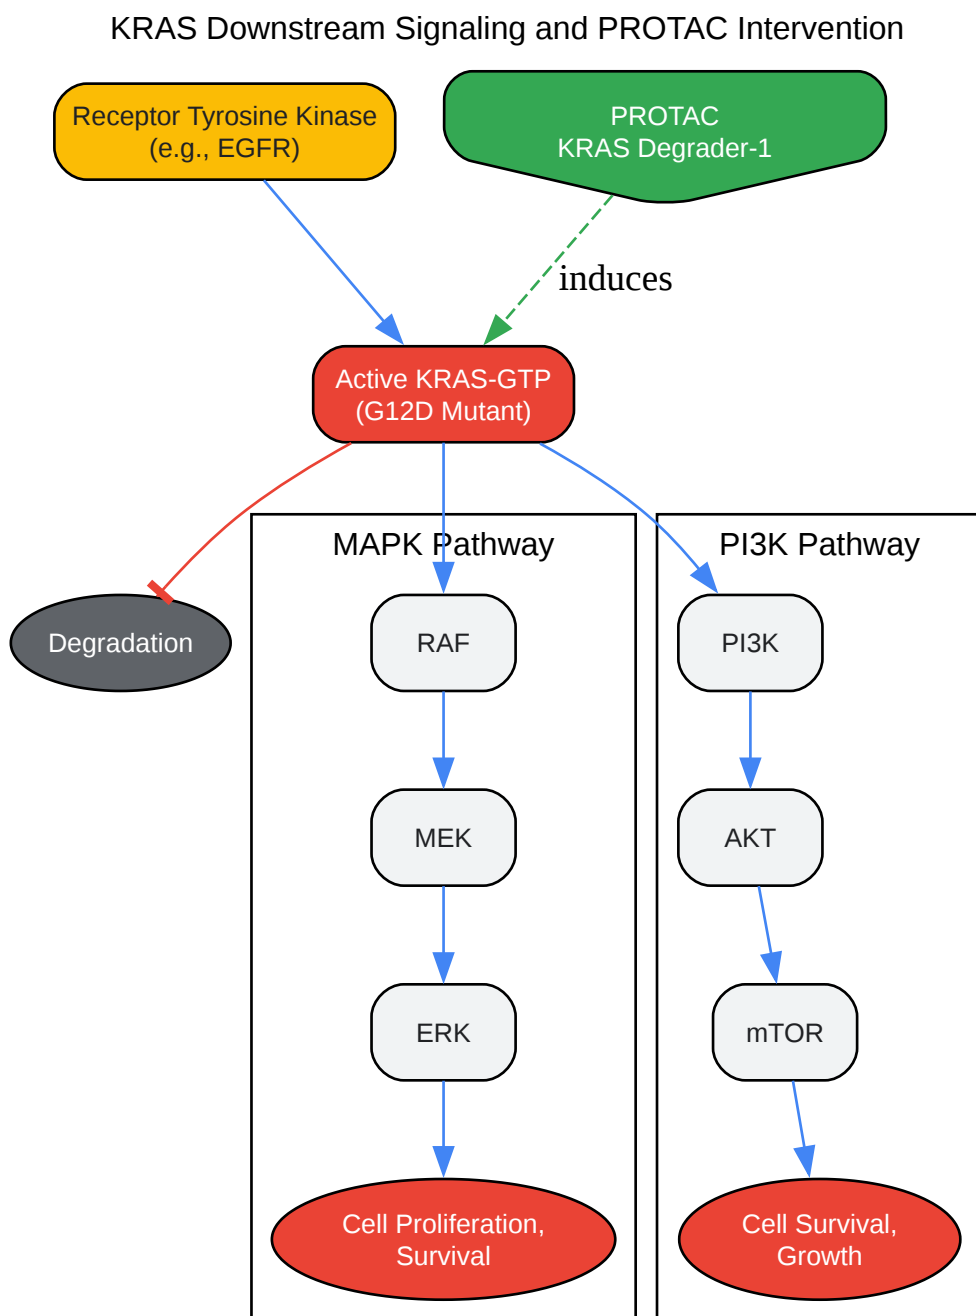 KRAS Downstream Signaling and PROTAC Intervention
Receptor Tyrosine Kinase
(e.g., EGFR)
PROTAC
KRAS Degrader-1
induces
Active KRAS-GTP
(G12D Mutant)
MAPK Pathway
PI3K Pathway
Degradation
RAF
PI3K
MEK
AKT
ERK
mTOR
Cell Proliferation,
Survival
Cell Survival,
Growth